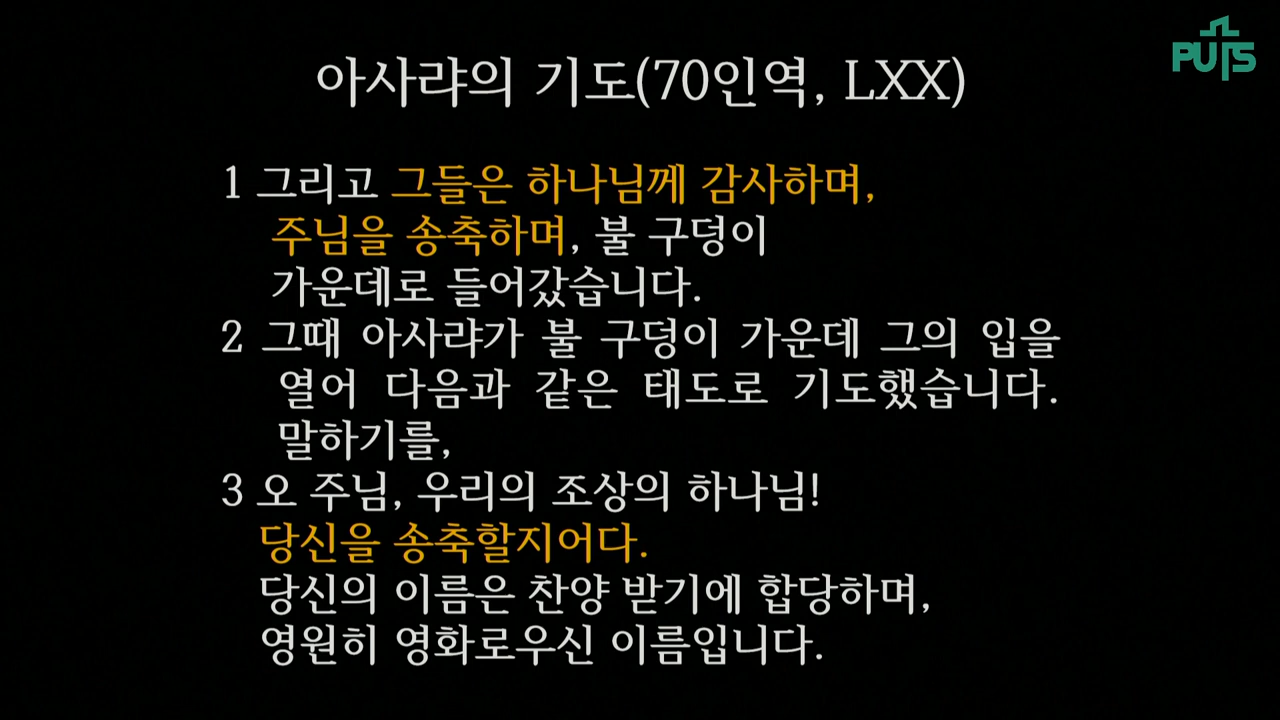 PUTS
아사랴의 기도(70인역, LXX)
1 그리고 그들은 하나님께 감사하며,
주님을 송축하며, 불 구덩이
가운데로 들어갔습니다.
2 그때 아사랴가 불 구덩이 가운데 그의 입을
열어 다음과 같은 태도로 기도했습니다.
말하기를,
3 오 주님, 우리의 조상의 하나님!
당신을 송축할지어다.
당신의 이름은 찬양 받기에 합당하며,
영원히 영화로우신 이름입니다.